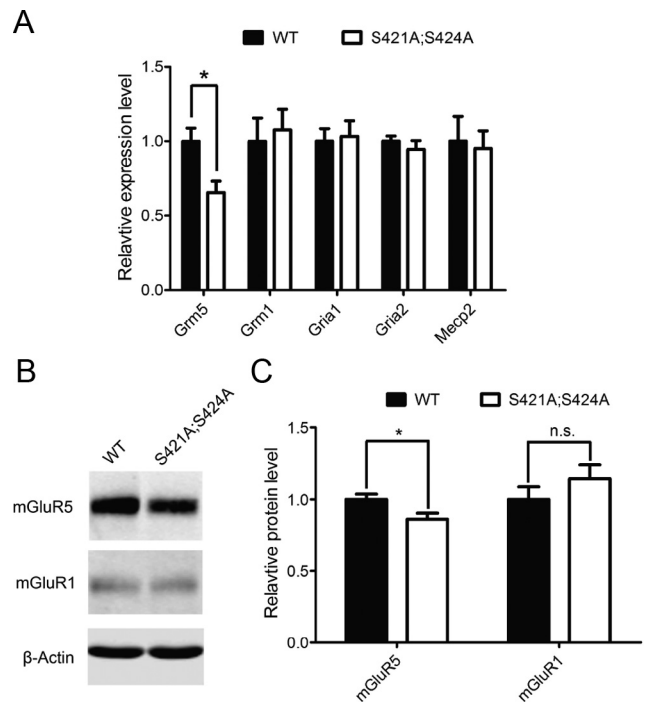 A
WT
S421A;S424A
*
Relavtive expression level
1.5
1.0
0.5
0.0
Grm5
Grm1
Gria1
Gria2
Mecp2
B
WT
S421A;S424A
mGluR5
mGluR1
β-Actin
C
WT
S421A;S424A
*
n.s.
Relavtive protein level
1.5
1.0
0.5
0.0
mGluR5
mGluR1